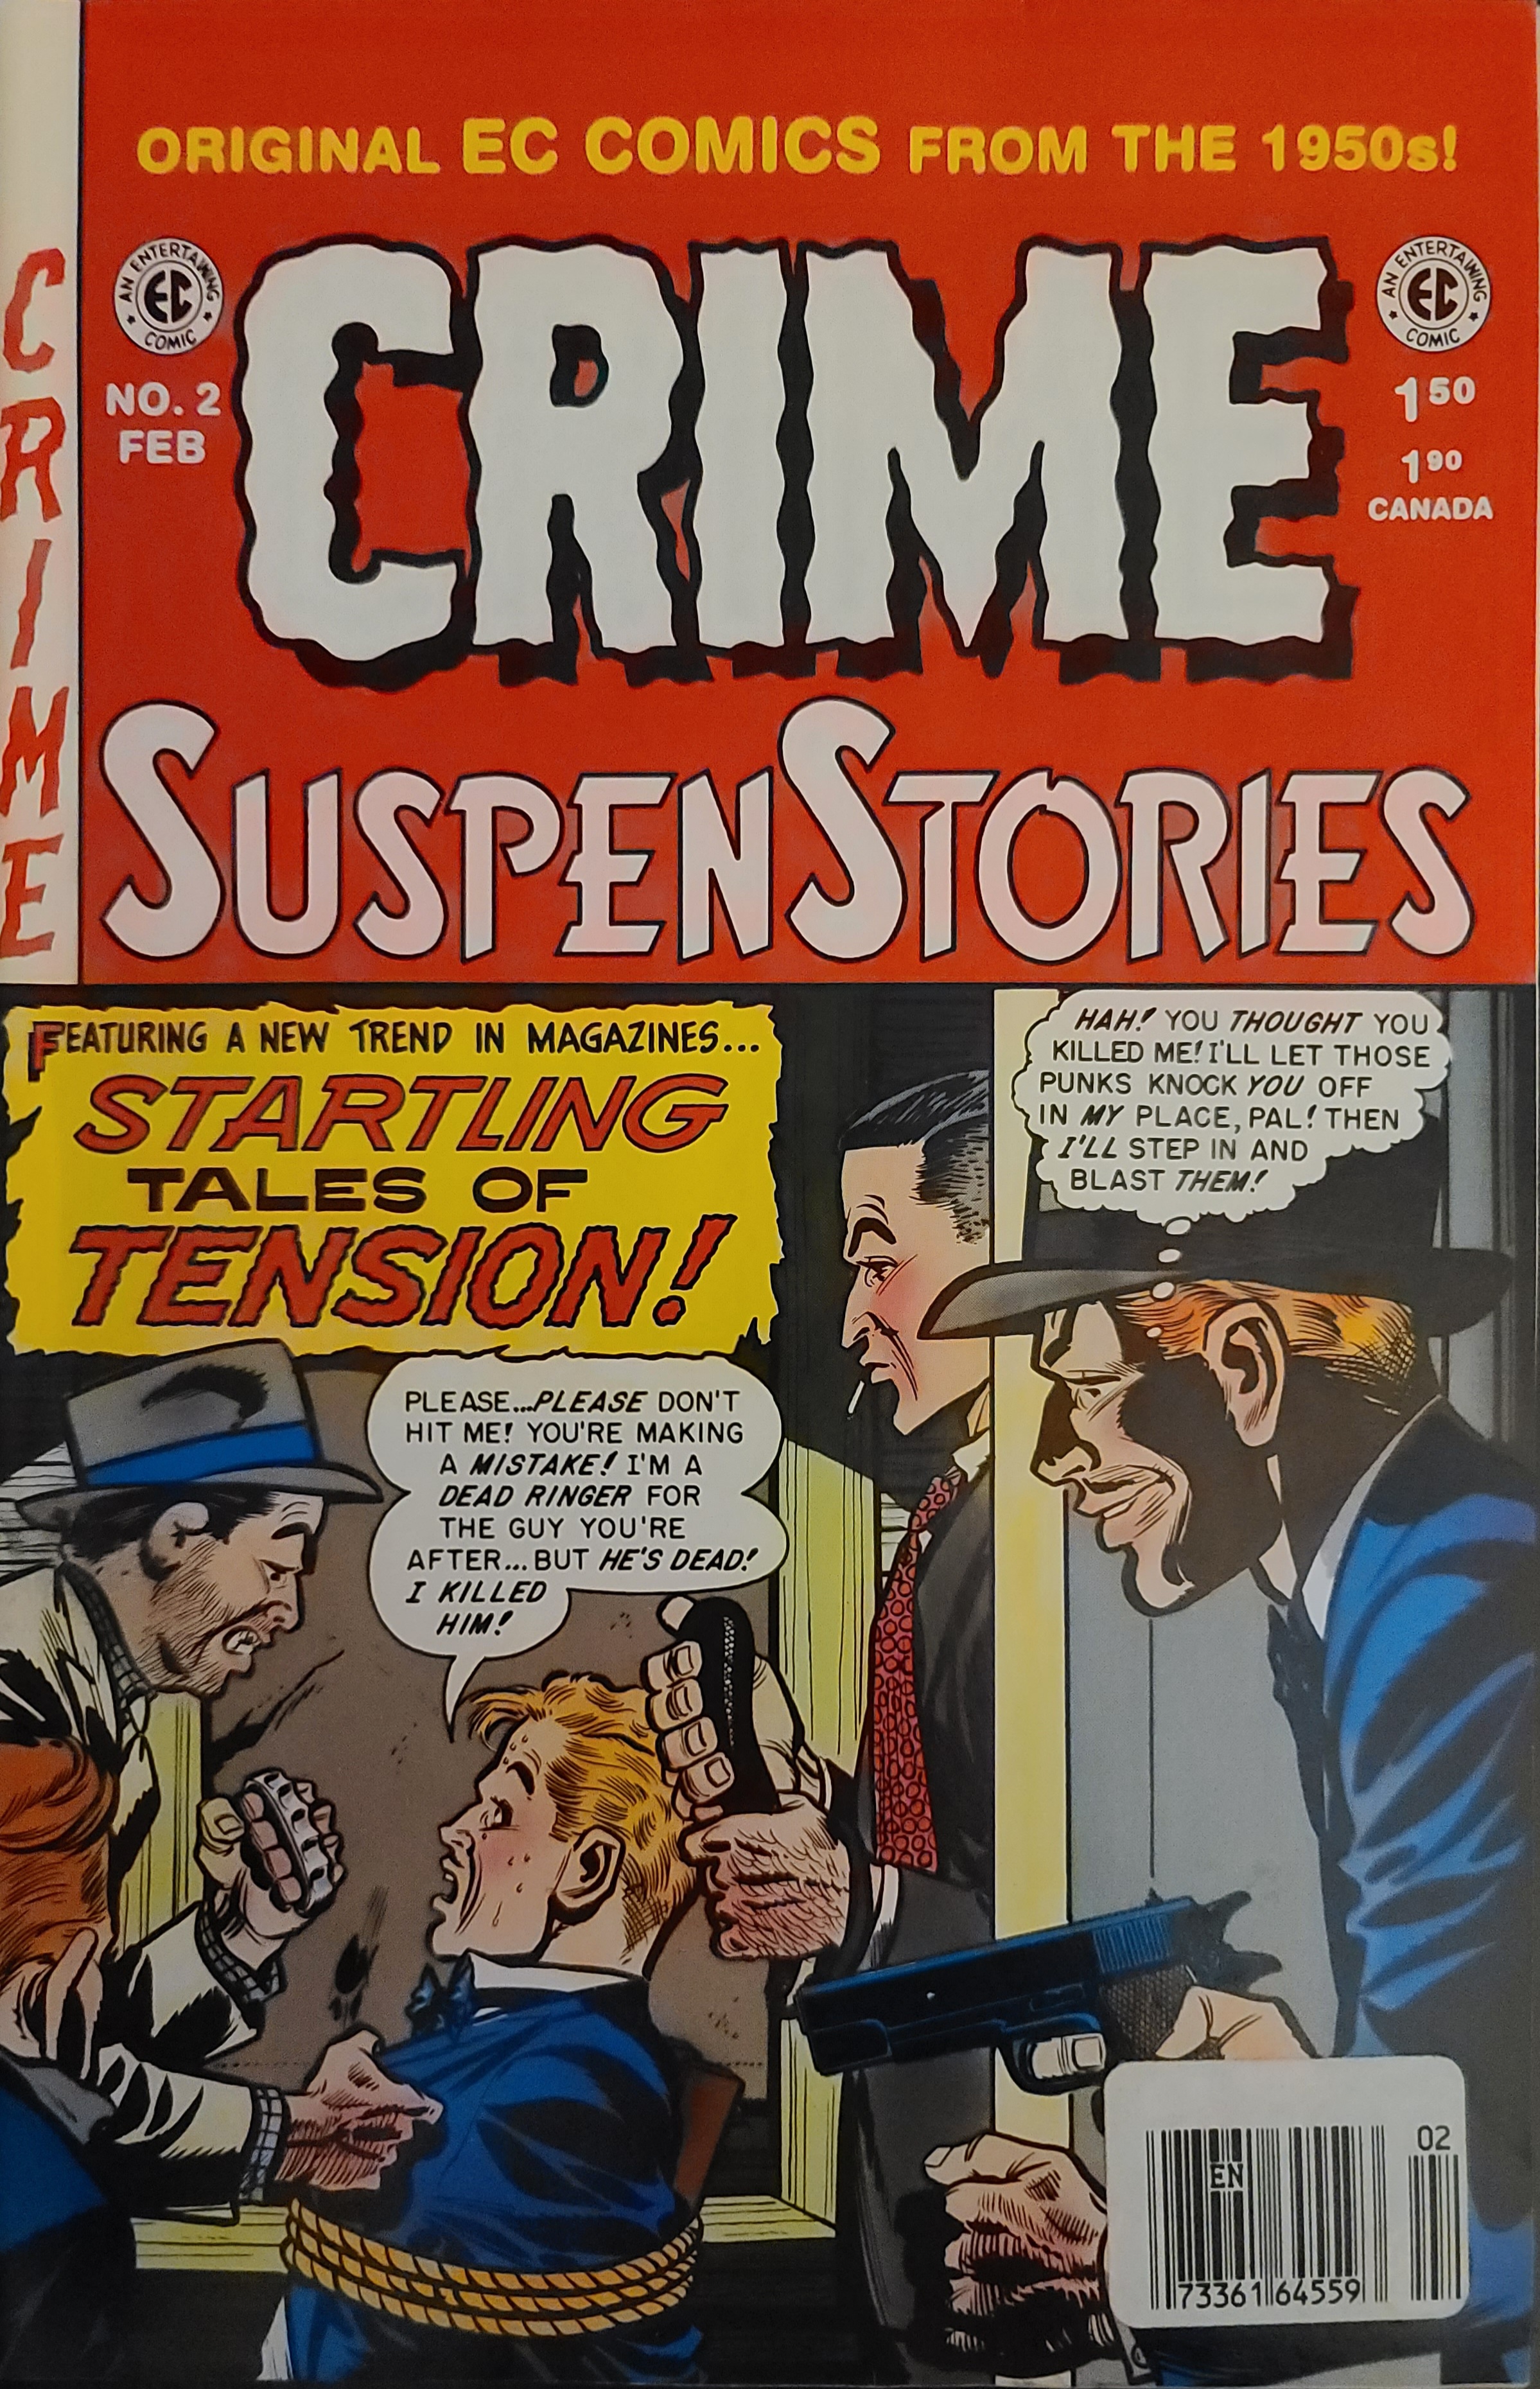 ORIGINAL EC COMICS FROM THE 1950s!
CRIME
AN ENTERTAINING
EC
COMIC
NO. 2
FEB
CRIME
AN ENTERTAINING
EC
COMIC
1 50
1 90
CANADA
SUSPENSTORIES
FEATURING A NEW TREND IN MAGAZINES...
STARTLING
TALES OF
TENSION!
HAH! YOU THOUGHT YOU
KILLED ME! I'LL LET THOSE
PUNKS KNOCK YOU OFF
IN MY PLACE, PAL! THEN
I'LL STEP IN AND
BLAST THEM!
PLEASE...PLEASE DON'T
HIT ME! YOU'RE MAKING
A MISTAKE! I'M A
DEAD RINGER FOR
THE GUY YOU'RE
AFTER...BUT HE'S DEAD!
I KILLED
HIM!
02
EN
73361 64559